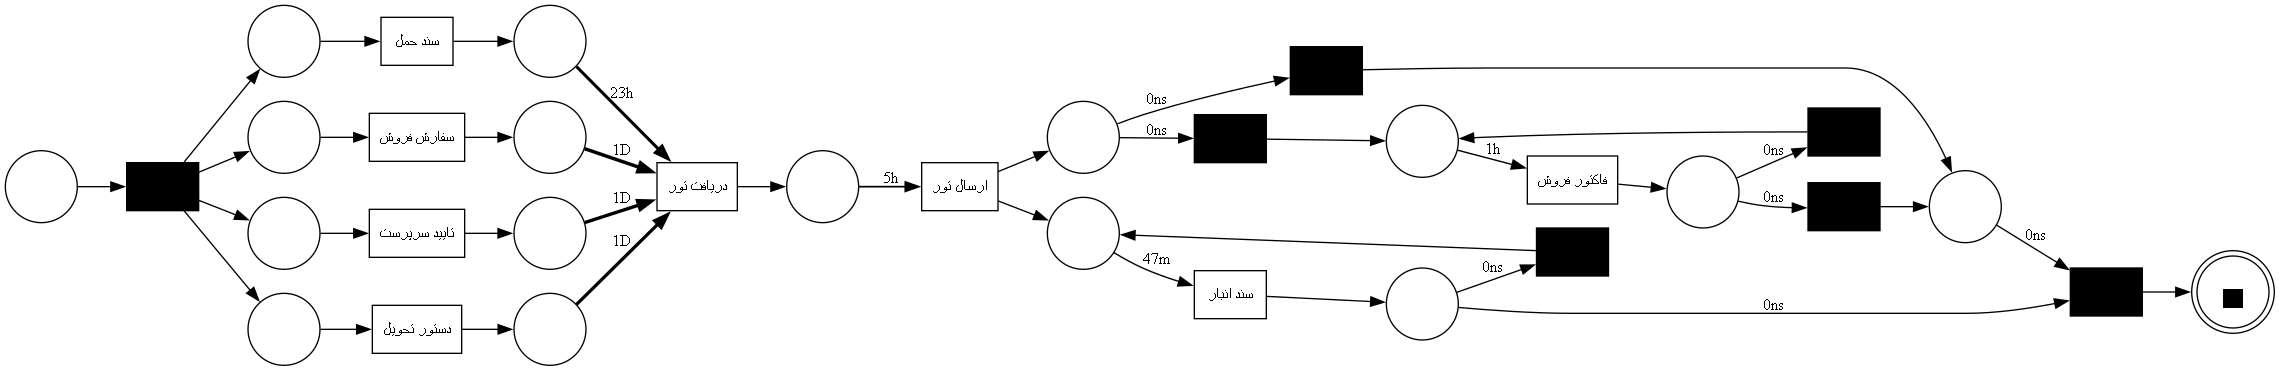 سند حمل
سفارش فروش
تایید سرپرست
دستور تحویل
23h
1D
1D
1D
دریافت تور
5h
ارسال تور
0ns
0ns
47m
سند انبار
1h
فاکتور فروش
0ns
0ns
0ns
0ns
0ns